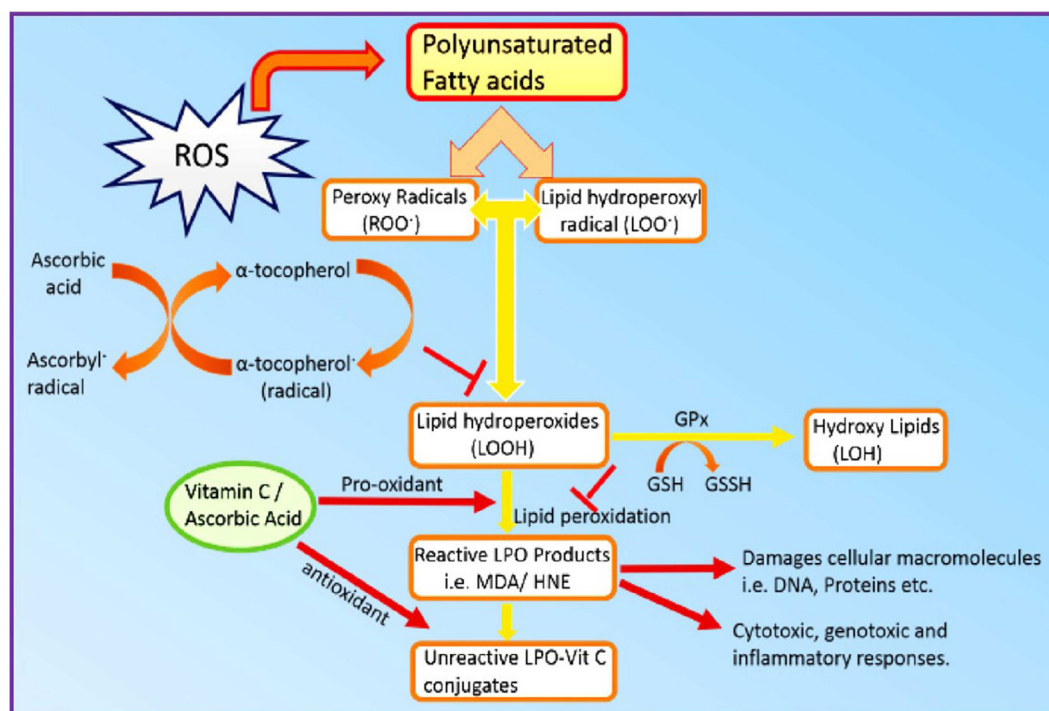 Polyunsaturated
Fatty acids
ROS
Peroxy Radicals
(ROO·)
Lipid hydroperoxyl
radical (LOO·)
Ascorbic
acid
α-tocopherol
Ascorbyl·
radical
α-tocopherol·
(radical)
Lipid hydroperoxides
(LOOH)
GPx
Hydroxy Lipids
(LOH)
GSH
GSSH
Vitamin C /
Ascorbic Acid
Pro-oxidant
Lipid peroxidation
antioxidant
Reactive LPO Products
i.e. MDA/ HNE
Damages cellular macromolecules
i.e. DNA, Proteins etc.
Cytotoxic, genotoxic and
inflammatory responses.
Unreactive LPO-Vit C
conjugates